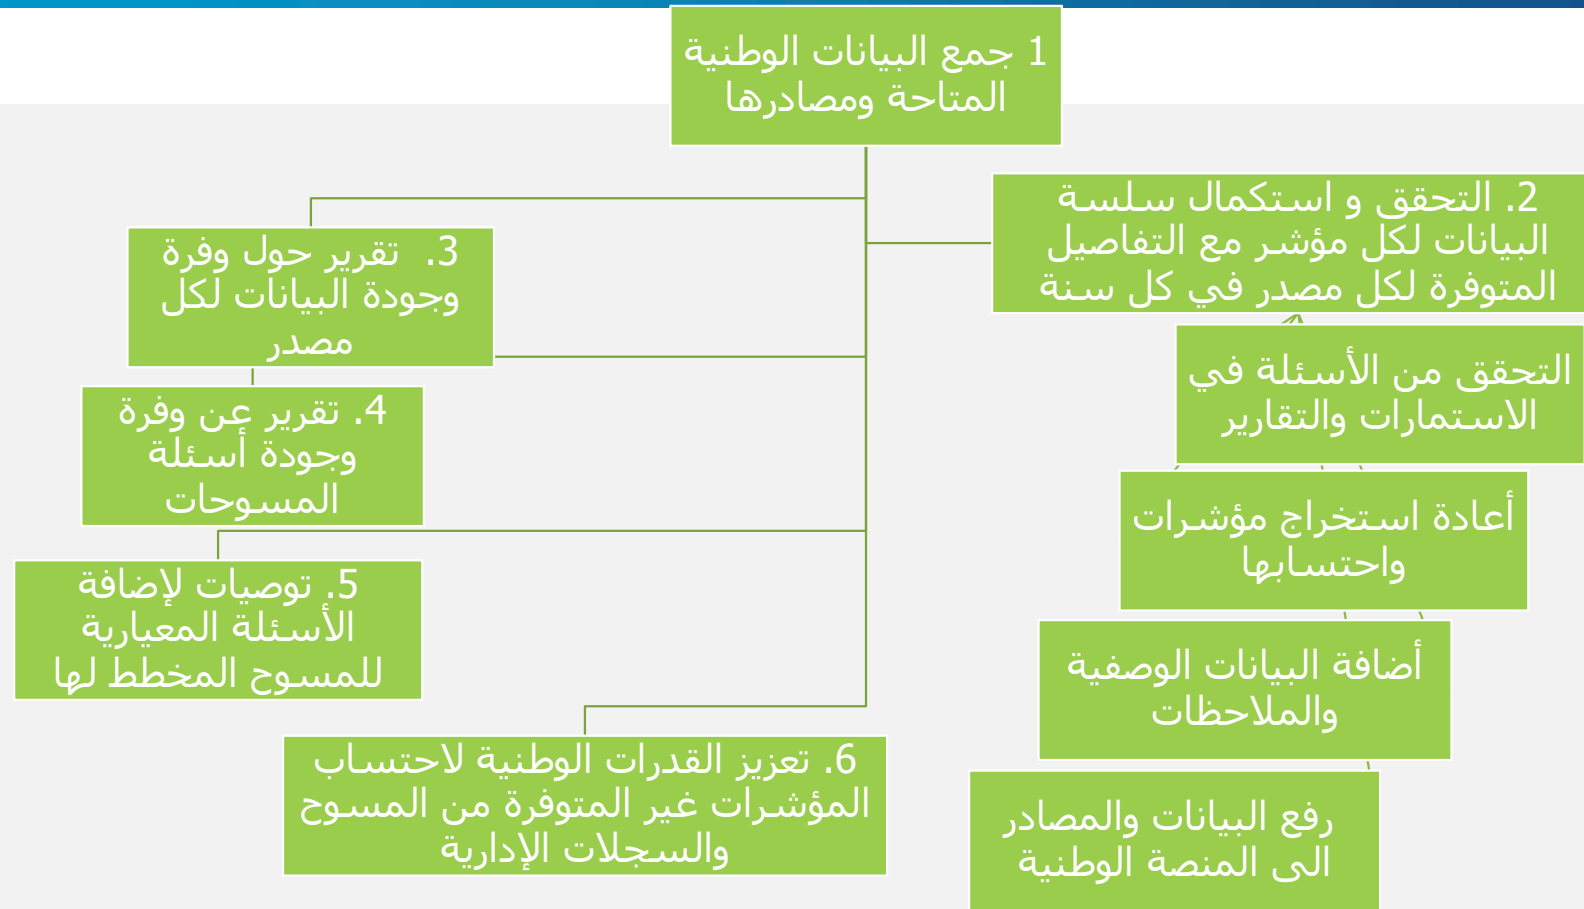 1 جمع البيانات الوطنية
المتاحة ومصادرها
2. التحقق و استكمال سلسة
البيانات لكل مؤشر مع التفاصيل
المتوفرة لكل مصدر في كل سنة
التحقق من الأسئلة في
الاستمارات والتقارير
أعادة استخراج مؤشرات
واحتسابها
أضافة البيانات الوصفية
والملاحظات
رفع البيانات والمصادر
الى المنصة الوطنية
3. تقرير حول وفرة
وجودة البيانات لكل
مصدر
4. تقرير عن وفرة
وجودة أسئلة
المسوحات
5. توصيات لإضافة
الأسئلة المعيارية
للمسوح المخطط لها
6. تعزيز القدرات الوطنية لاحتساب
المؤشرات غير المتوفرة من المسوح
والسجلات الإدارية